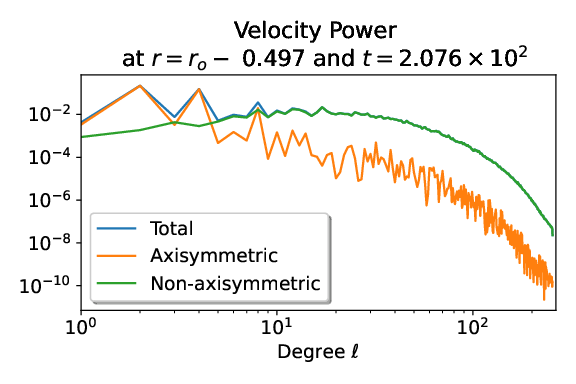 Velocity Power
at r = r_o − 0.497 and t = 2.076 × 10^2
10^−2
10^−4
10^−6
10^−8
10^−10
Total
Axisymmetric
Non-axisymmetric
10^0
10^1
10^2
Degree ℓ